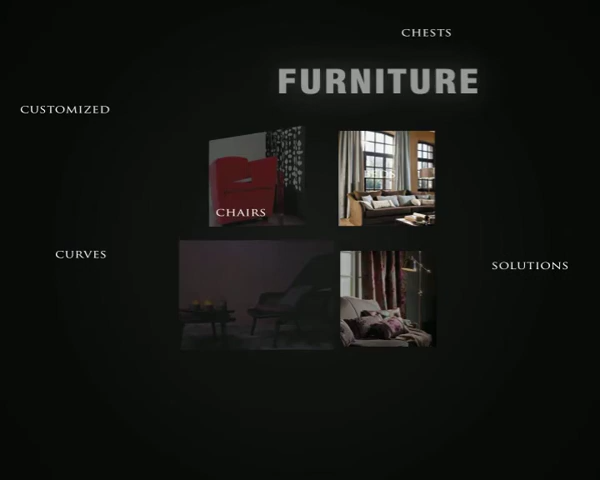 CHESTS
FURNITURE
CUSTOMIZED
CHAIRS
CURVES
SOLUTIONS